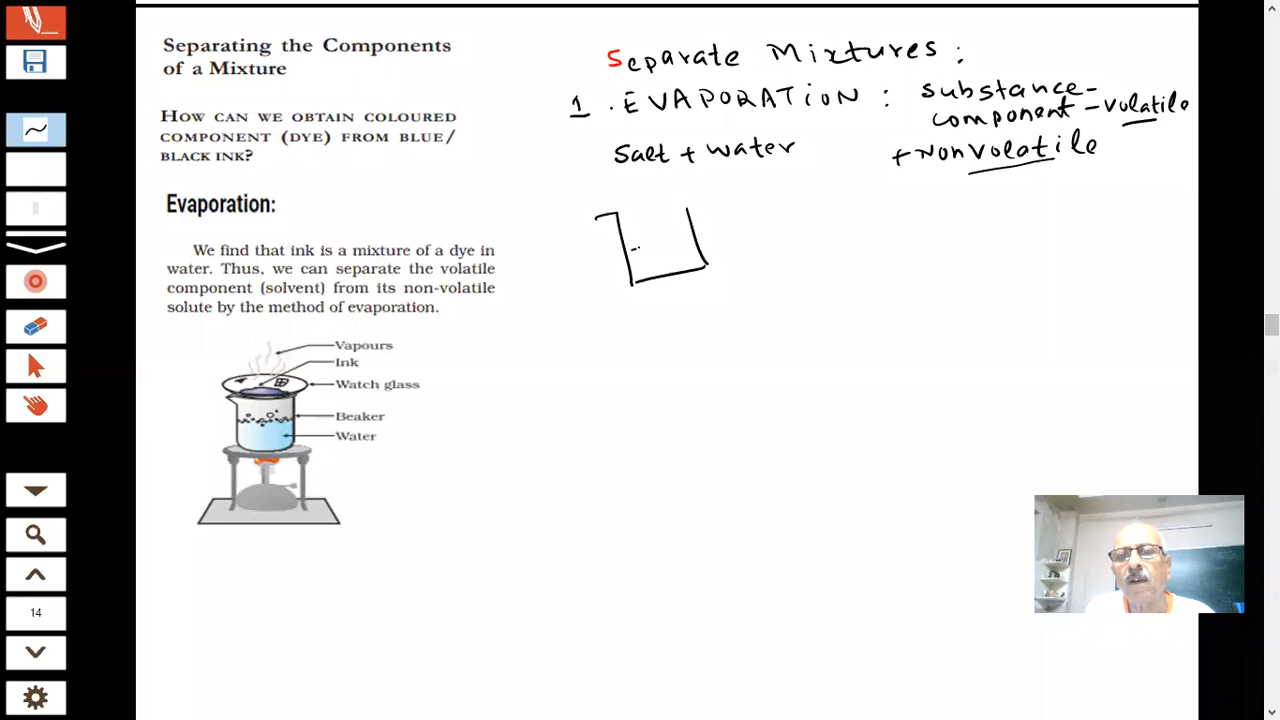 Separating the Components
of a Mixture
HOW CAN WE OBTAIN COLOURED
COMPONENT (DYE) FROM BLUE/
BLACK INK?
Evaporation:
We find that ink is a mixture of a dye in
water. Thus, we can separate the volatile
component (solvent) from its non-volatile
solute by the method of evaporation.
Vapours
Ink
Watch glass
Beaker
Water
Separate Mixtures:
1. EVAPORATION : substance-
component - volatile
Salt + water
+ Nonvolatile
14